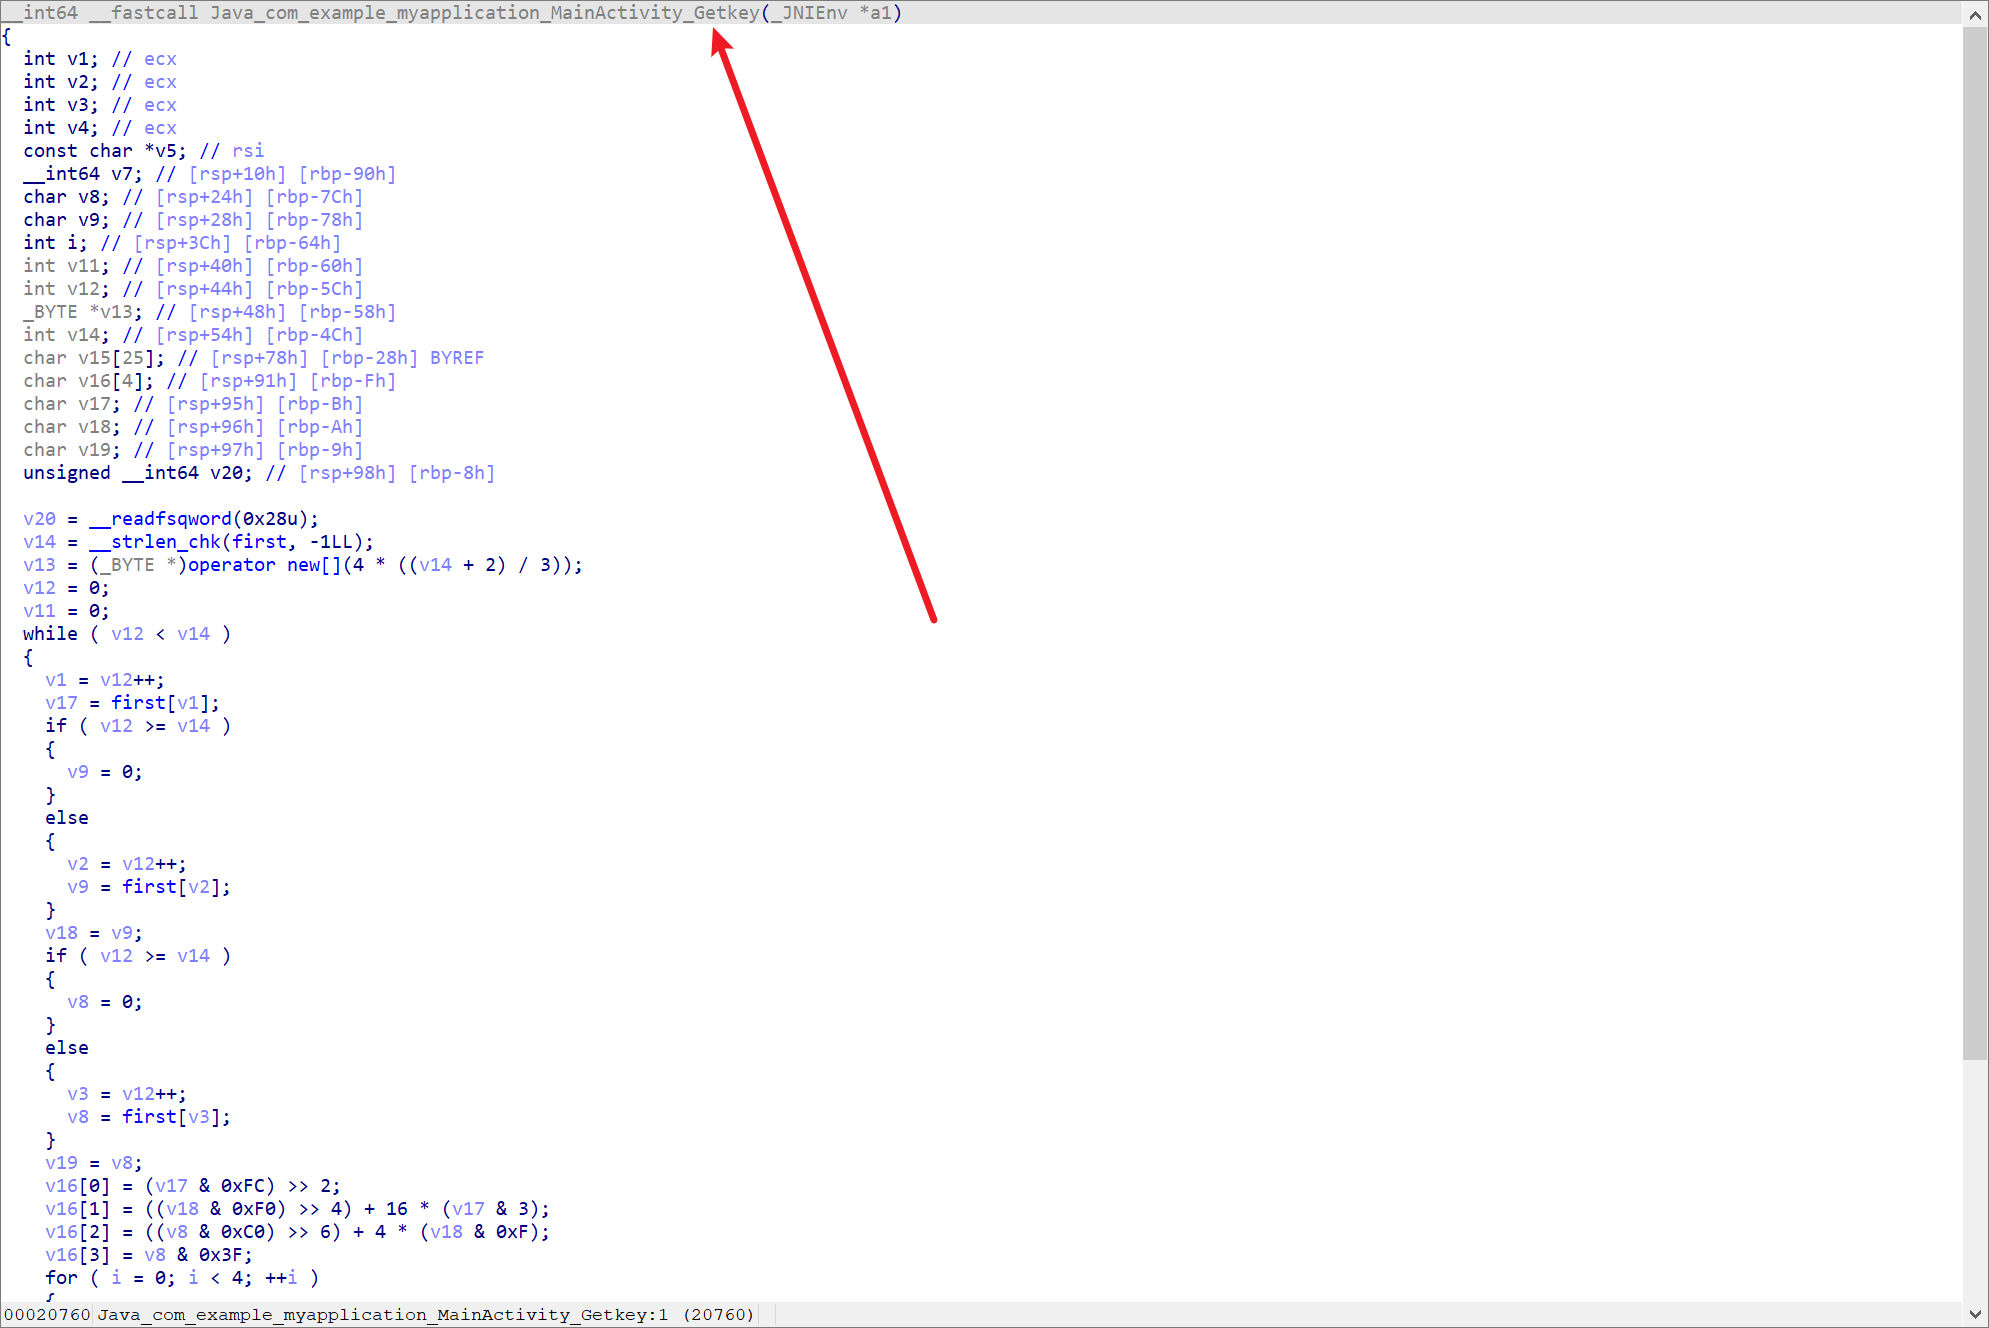 __int64 __fastcall Java_com_example_myapplication_MainActivity_Getkey(_JNIEnv *a1)
{
  int v1; // ecx
  int v2; // ecx
  int v3; // ecx
  int v4; // ecx
  const char *v5; // rsi
  __int64 v7; // [rsp+10h] [rbp-90h]
  char v8; // [rsp+24h] [rbp-7Ch]
  char v9; // [rsp+28h] [rbp-78h]
  int i; // [rsp+3Ch] [rbp-64h]
  int v11; // [rsp+40h] [rbp-60h]
  int v12; // [rsp+44h] [rbp-5Ch]
  _BYTE *v13; // [rsp+48h] [rbp-58h]
  int v14; // [rsp+54h] [rbp-4Ch]
  char v15[25]; // [rsp+78h] [rbp-28h] BYREF
  char v16[4]; // [rsp+91h] [rbp-Fh]
  char v17; // [rsp+95h] [rbp-Bh]
  char v18; // [rsp+96h] [rbp-Ah]
  char v19; // [rsp+97h] [rbp-9h]
  unsigned __int64 v20; // [rsp+98h] [rbp-8h]

  v20 = __readfsqword(0x28u);
  v14 = __strlen_chk(first, -1LL);
  v13 = (_BYTE *)operator new[](4 * ((v14 + 2) / 3));
  v12 = 0;
  v11 = 0;
  while ( v12 < v14 )
  {
    v1 = v12++;
    v17 = first[v1];
    if ( v12 >= v14 )
    {
      v9 = 0;
    }
    else
    {
      v2 = v12++;
      v9 = first[v2];
    }
    v18 = v9;
    if ( v12 >= v14 )
    {
      v8 = 0;
    }
    else
    {
      v3 = v12++;
      v8 = first[v3];
    }
    v19 = v8;
    v16[0] = (v17 & 0xFC) >> 2;
    v16[1] = ((v18 & 0xF0) >> 4) + 16 * (v17 & 3);
    v16[2] = ((v8 & 0xC0) >> 6) + 4 * (v18 & 0xF);
    v16[3] = v8 & 0x3F;
    for ( i = 0; i < 4; ++i )
    {
00020760 Java_com_example_myapplication_MainActivity_Getkey:1 (20760)